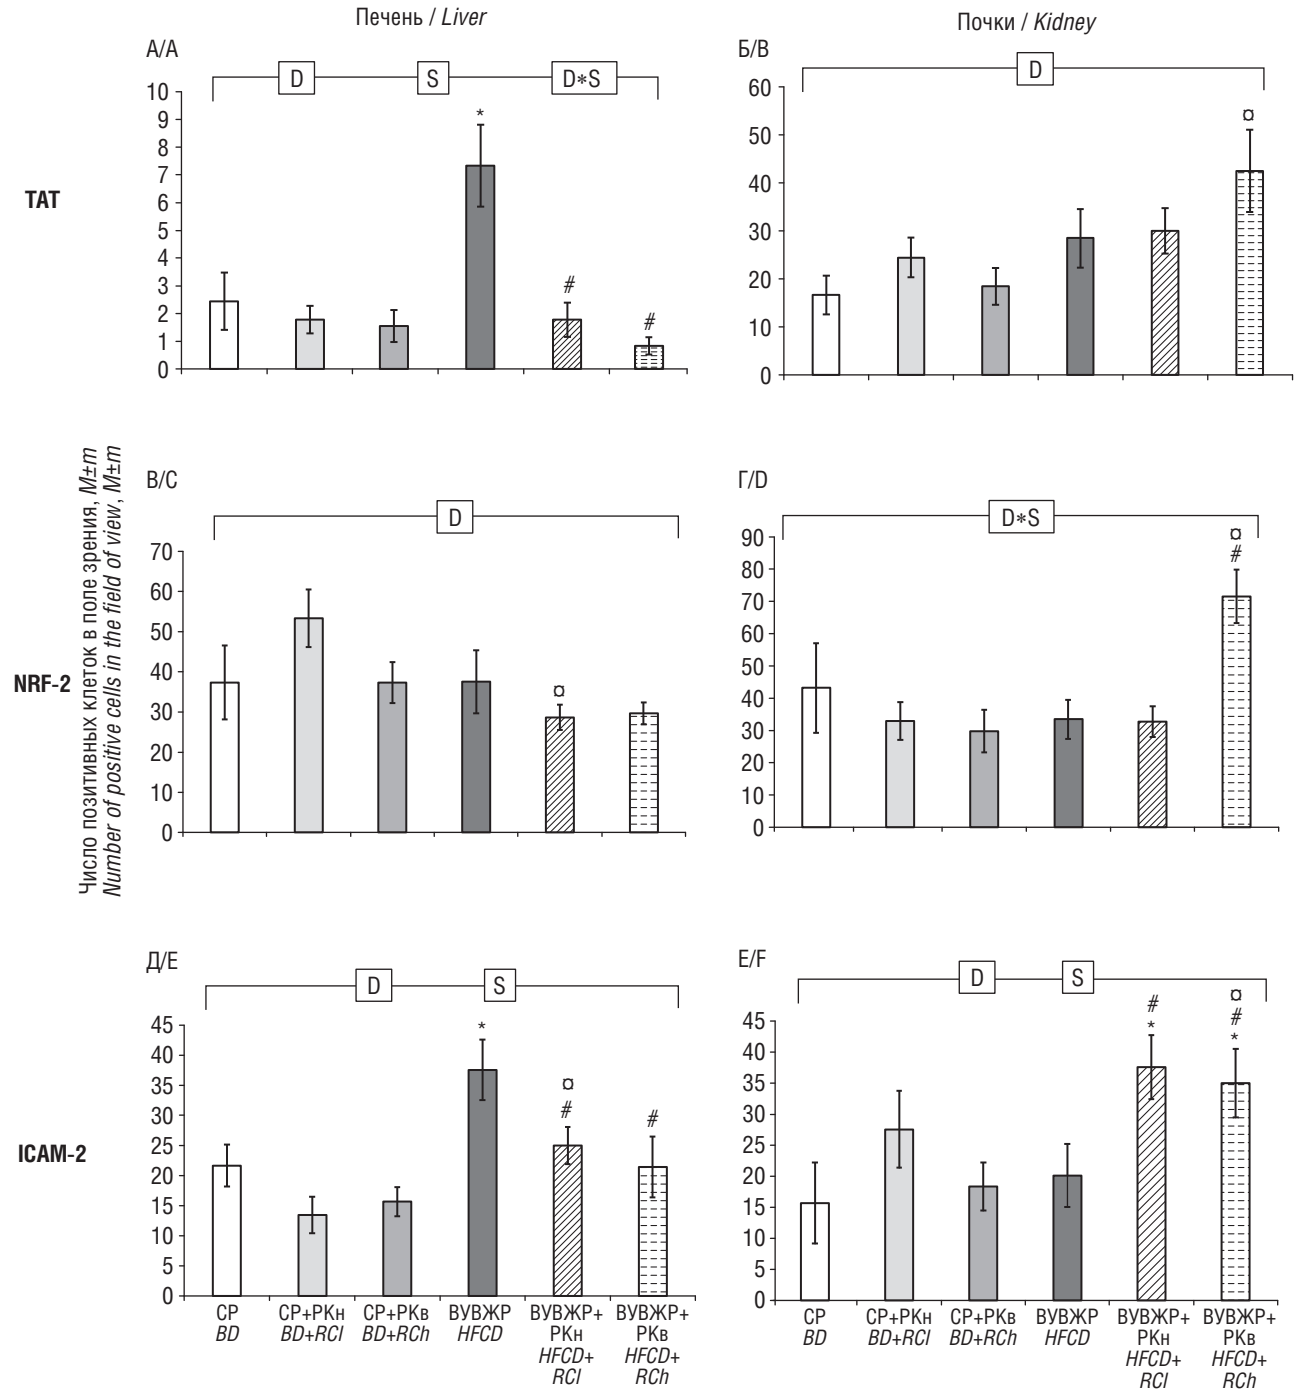 Печень / Liver
Почки / Kidney
А/A
Б/B
D
S
D*S
D
10
9
8
7
6
5
4
3
2
1
0
*
#
#
60
50
40
30
20
10
0
¤
TAT
Число позитивных клеток в поле зрения, M±m
Number of positive cells in the field of view, M±m
В/C
Г/D
D
D*S
70
60
50
40
30
20
10
0
¤
90
80
70
60
50
40
30
20
10
0
¤
#
NRF-2
Д/E
Е/F
D
S
D
S
45
40
35
30
25
20
15
10
5
0
*
¤
#
#
45
40
35
30
25
20
15
10
5
0
#
*
¤
#
*
ICAM-2
СР
BD
СР+РКн
BD+RCl
СР+РКв
BD+RCh
ВУВЖР
HFCD
ВУВЖР+
РКн
HFCD+
RCl
ВУВЖР+
РКв
HFCD+
RCh
СР
BD
СР+РКн
BD+RCl
СР+РКв
BD+RCh
ВУВЖР
HFCD
ВУВЖР+
РКн
HFCD+
RCl
ВУВЖР+
РКв
HFCD+
RCh